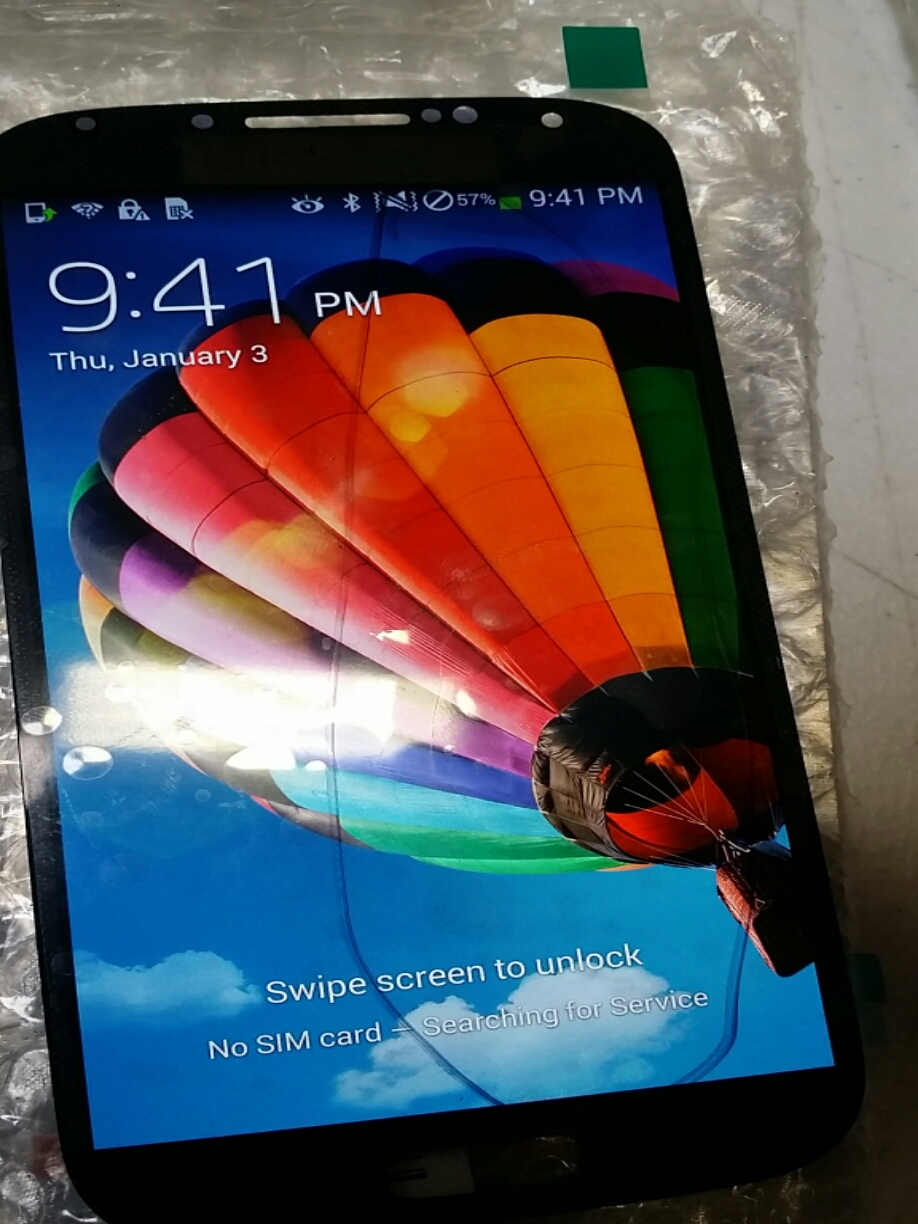 57% 9:41 PM
9:41 PM
Thu, January 3
Swipe screen to unlock
No SIM card — Searching for Service